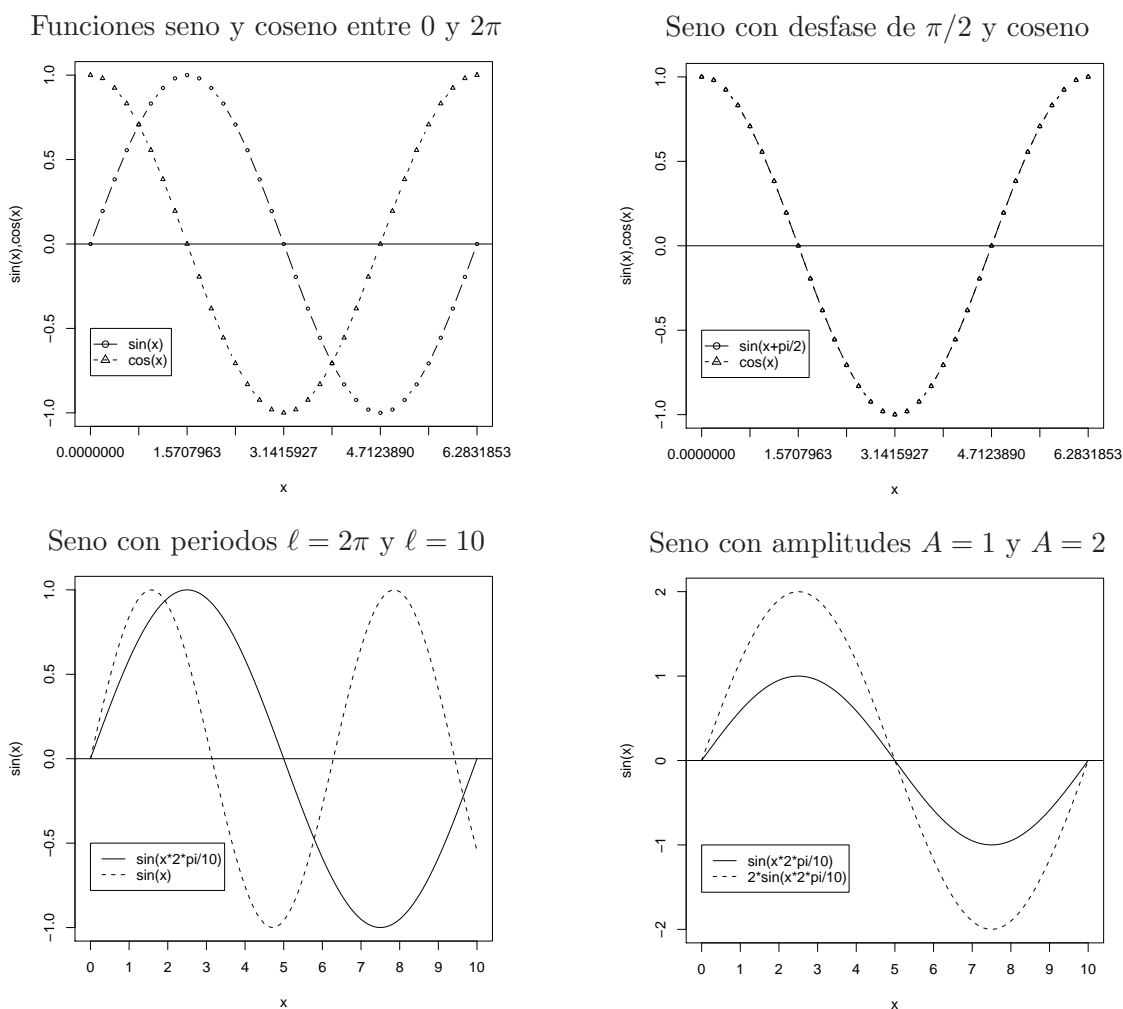 Funciones seno y coseno entre 0 y 2π
1.0
0.5
0.0
−0.5
−1.0
sin(x),cos(x)
sin(x)
cos(x)
0.0000000 1.5707963 3.1415927 4.7123890 6.2831853
x
Seno con desfase de π/2 y coseno
1.0
0.5
0.0
−0.5
−1.0
sin(x),cos(x)
sin(x+pi/2)
cos(x)
0.0000000 1.5707963 3.1415927 4.7123890 6.2831853
x
Seno con periodos ℓ = 2π y ℓ = 10
1.0
0.5
0.0
−0.5
−1.0
sin(x)
sin(x*2*pi/10)
sin(x)
0 1 2 3 4 5 6 7 8 9 10
x
Seno con amplitudes A = 1 y A = 2
2
1
0
−1
−2
sin(x)
sin(x*2*pi/10)
2*sin(x*2*pi/10)
0 1 2 3 4 5 6 7 8 9 10
x